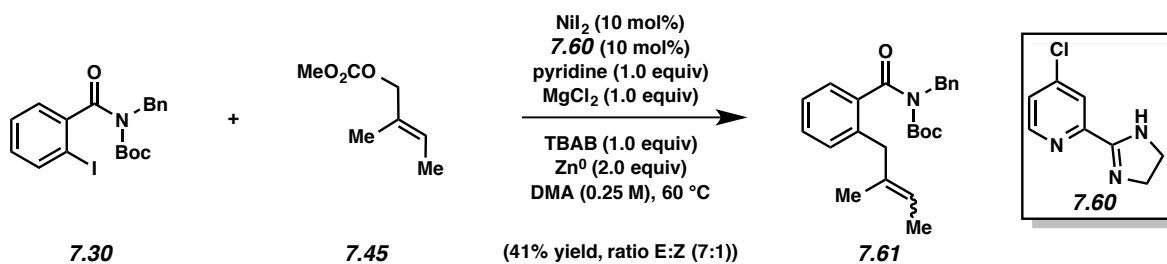 NiI2 (10 mol%)
7.60 (10 mol%)
pyridine (1.0 equiv)
MgCl2 (1.0 equiv)
TBAB (1.0 equiv)
Zn0 (2.0 equiv)
DMA (0.25 M), 60 °C
(41% yield, ratio E:Z (7:1))
O
N
Bn
Boc
I
7.30
+
MeO2CO
Me
Me
7.45
O
N
Bn
Boc
Me
Me
7.61
Cl
H
N
N
N
7.60